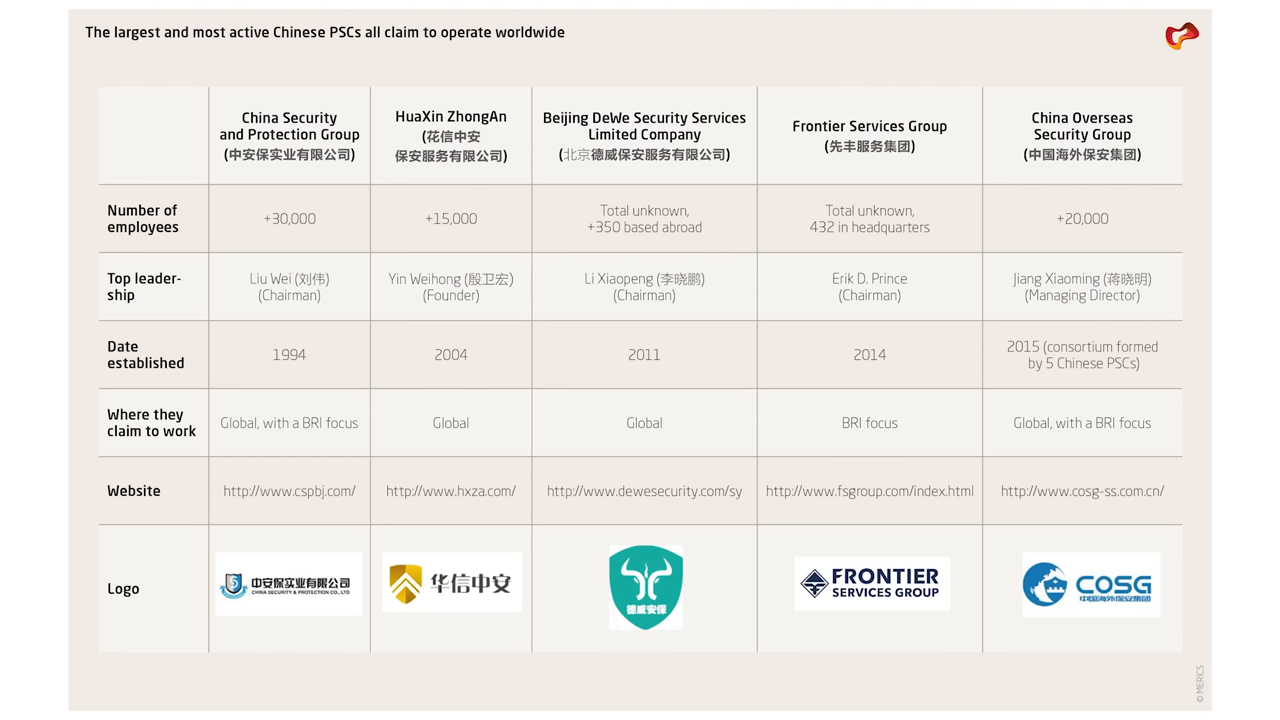 The largest and most active Chinese PSCs all claim to operate worldwide
China Security
and Protection Group
(中安保实业有限公司)
HuaXin ZhongAn
(花信中安
保安服务有限公司)
Beijing DeWe Security Services
Limited Company
(北京德威保安服务有限公司)
Frontier Services Group
(先丰服务集团)
China Overseas
Security Group
(中国海外保安集团)
Number of
employees
+30,000
+15,000
Total unknown,
+350 based abroad
Total unknown,
432 in headquarters
+20,000
Top leader-
ship
Liu Wei (刘伟)
(Chairman)
Yin Weihong (殷卫宏)
(Founder)
Li Xiaopeng (李晓鹏)
(Chairman)
Erik D. Prince
(Chairman)
Jiang Xiaoming (蒋晓明)
(Managing Director)
Date
established
1994
2004
2011
2014
2015 (consortium formed
by 5 Chinese PSCs)
Where they
claim to work
Global, with a BRI focus
Global
Global
BRI focus
Global, with a BRI focus
Website
http://www.cspbj.com/
http://www.hxza.com/
http://www.dewesecurity.com/sy
http://www.fsgroup.com/index.html
http://www.cosg-ss.com.cn/
Logo
中安保实业有限公司
CHINA SECURITY & PROTECTION CO., LTD
华信中安
德威安保
FRONTIER
SERVICES GROUP
COSG
中国海外保安集团
© MERICS